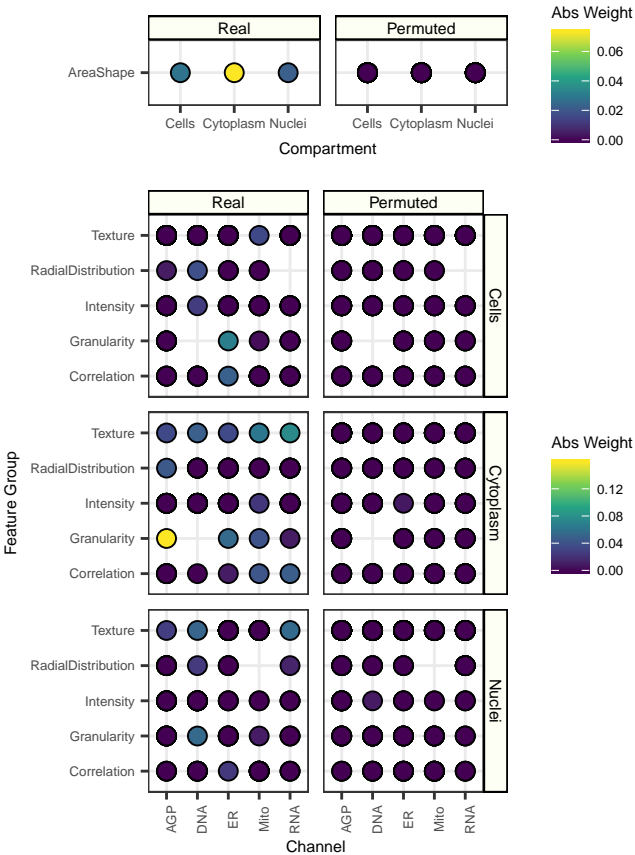 Real Permuted
AreaShape
Cells Cytoplasm Nuclei Cells Cytoplasm Nuclei
Compartment
Abs Weight
0.06
0.04
0.02
0.00
Real Permuted
Texture
RadialDistribution
Intensity
Granularity
Correlation
Cells
Texture
RadialDistribution
Intensity
Granularity
Correlation
Cytoplasm
Texture
RadialDistribution
Intensity
Granularity
Correlation
Nuclei
Feature Group
AGP DNA ER Mito RNA AGP DNA ER Mito RNA
Channel
Abs Weight
0.12
0.08
0.04
0.00